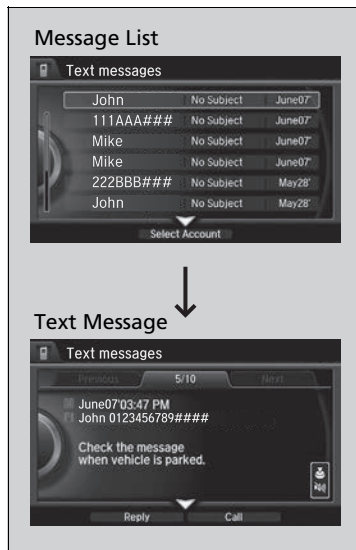 Message List
Text messages
John No Subject June07'
111AAA### No Subject June07'
Mike No Subject June07'
Mike No Subject June07'
222BBB### No Subject May28'
John No Subject May28'
Select Account
Text Message
Text messages
Previous 5/10 Next
June07'03:47 PM
John 0123456789####
Check the message
when vehicle is parked.
Reply Call